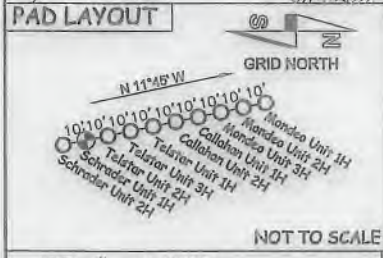 PAD LAYOUT
S
N
GRID NORTH
N 11°45' W
10' 10' 10' 10' 10' 10' 10' 10' 10'
Mondeo Unit 1H
Mondeo Unit 2H
Mondeo Unit 3H
Callahan Unit 1H
Callahan Unit 2H
Telstar Unit 1H
Telstar Unit 3H
Telstar Unit 2H
Schrader Unit 1H
Schrader Unit 2H
NOT TO SCALE